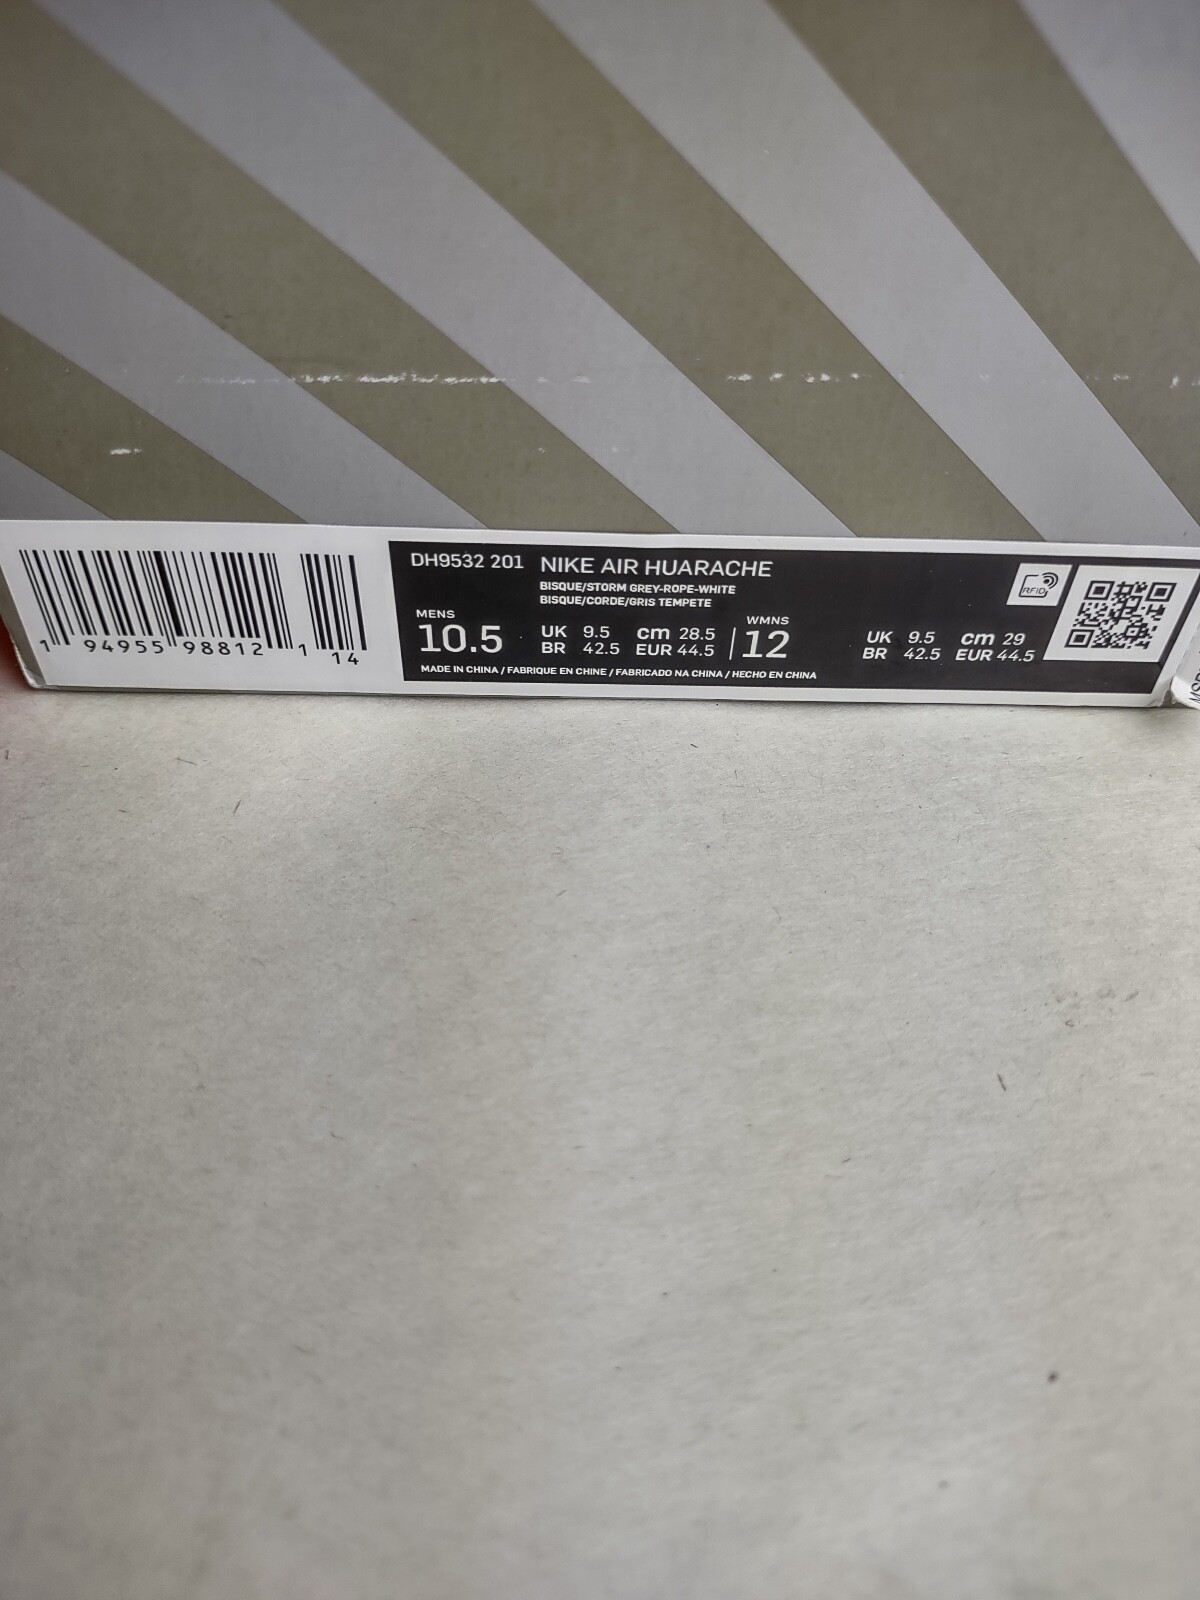 DH9532 201 NIKE AIR HUARACHE
BISQUE/STORM GREY-ROPE-WHITE
BISQUE/CORDE/GRIS TEMPETE
RFID
MENS
10.5
UK 9.5 cm 28.5
BR 42.5 EUR 44.5
WMNS
12
UK 9.5 cm 29
BR 42.5 EUR 44.5
MADE IN CHINA / FABRIQUE EN CHINE / FABRICADO NA CHINA / HECHO EN CHINA
1 94955 98812 1
14